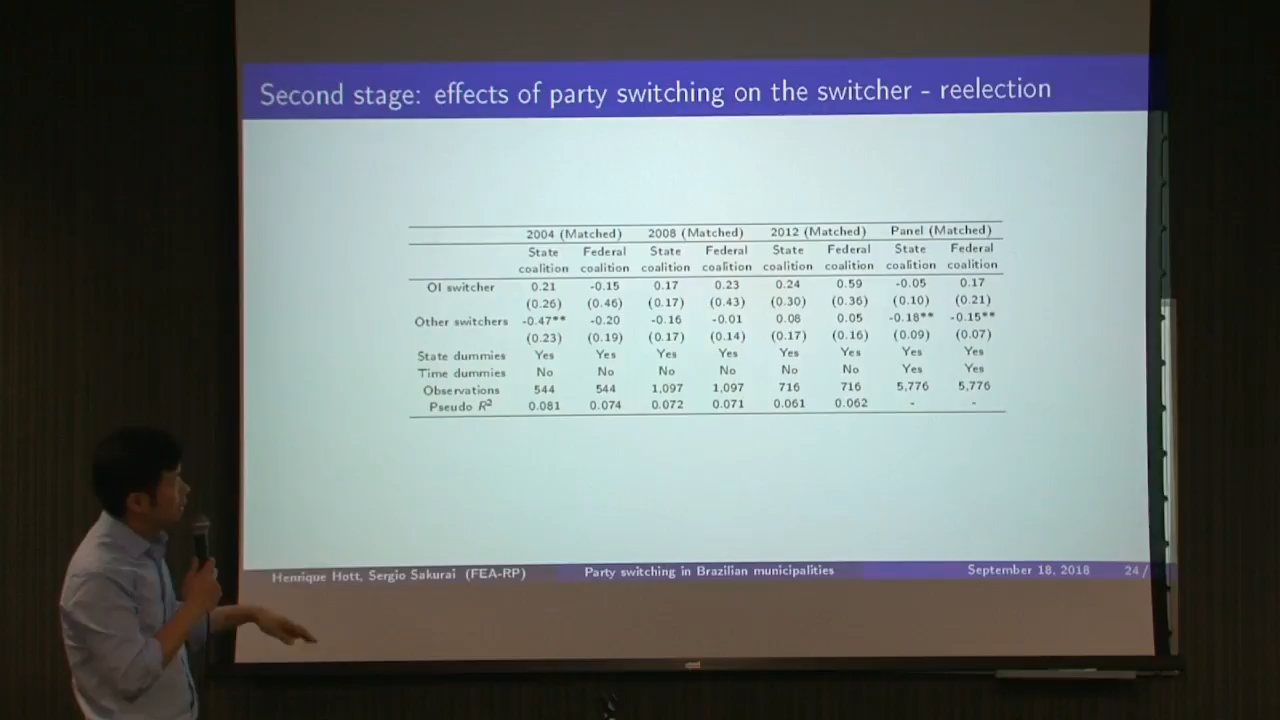 Second stage: effects of party switching on the switcher - reelection
2004 (Matched) 2008 (Matched) 2012 (Matched) Panel (Matched)
State Federal State Federal State Federal State Federal
coalition coalition coalition coalition coalition coalition coalition coalition
OI switcher 0.21 -0.15 0.17 0.23 0.24 0.59 -0.05 0.17
(0.26) (0.46) (0.17) (0.43) (0.30) (0.36) (0.10) (0.21)
Other switchers -0.47** -0.20 -0.16 -0.01 0.08 0.05 -0.18** -0.15**
(0.23) (0.19) (0.17) (0.14) (0.17) (0.16) (0.09) (0.07)
State dummies Yes Yes Yes Yes Yes Yes Yes Yes
Time dummies No No No No No No Yes Yes
Observations 544 544 1,097 1,097 716 716 5,776 5,776
Pseudo R² 0.081 0.074 0.072 0.071 0.061 0.062 - -
Henrique Hott, Sergio Sakurai (FEA-RP) Party switching in Brazilian municipalities September 18, 2018 24 /